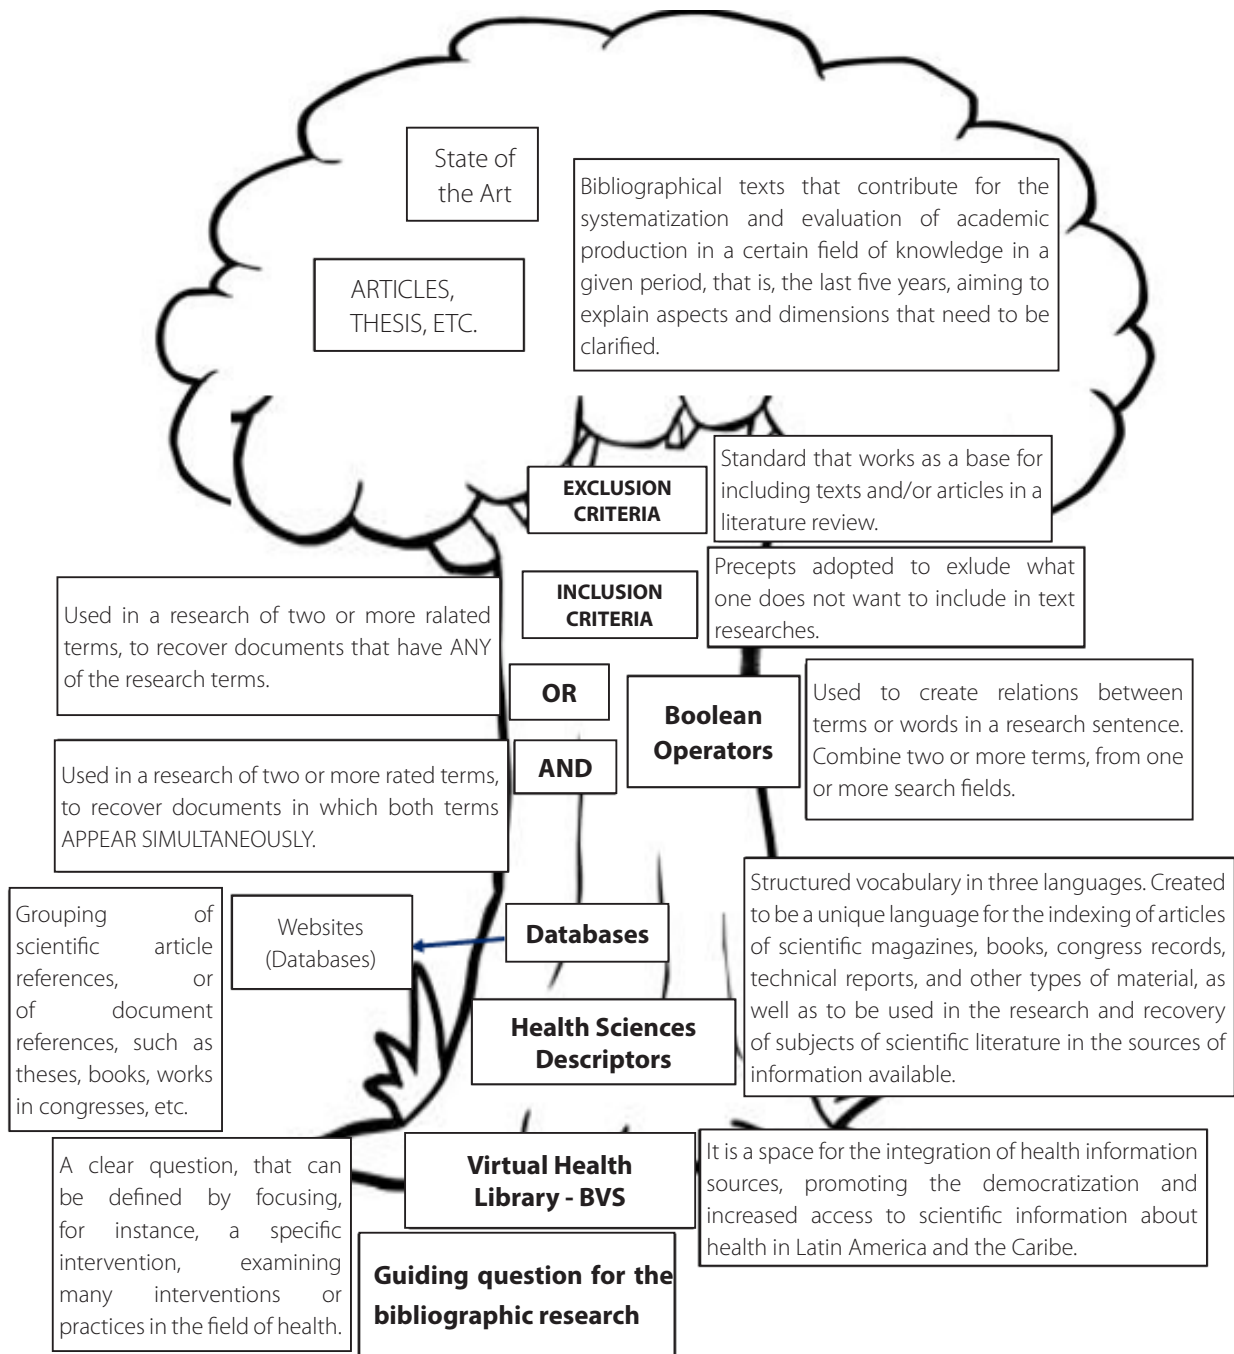 State of
the Art
Bibliographical texts that contribute for the
systematization and evaluation of academic
production in a certain field of knowledge in a
given period, that is, the last five years, aiming to
explain aspects and dimensions that need to be
clarified.
ARTICLES,
THESIS, ETC.
EXCLUSION
CRITERIA
Standard that works as a base for
including texts and/or articles in a
literature review.
INCLUSION
CRITERIA
Precepts adopted to exlude what
one does not want to include in text
researches.
Used in a research of two or more ralated
terms, to recover documents that have ANY
of the research terms.
OR
Boolean
Operators
Used to create relations between
terms or words in a research sentence.
Combine two or more terms, from one
or more search fields.
AND
Used in a research of two or more rated terms,
to recover documents in which both terms
APPEAR SIMULTANEOUSLY.
Grouping of
scientific article
references, or
of document
references, such as
theses, books, works
in congresses, etc.
Websites
(Databases)
Databases
Structured vocabulary in three languages. Created
to be a unique language for the indexing of articles
of scientific magazines, books, congress records,
technical reports, and other types of material, as
well as to be used in the research and recovery
of subjects of scientific literature in the sources of
information available.
Health Sciences
Descriptors
A clear question, that can
be defined by focusing,
for instance, a specific
intervention, examining
many interventions or
practices in the field of health.
Virtual Health
Library - BVS
It is a space for the integration of health information
sources, promoting the democratization and
increased access to scientific information about
health in Latin America and the Caribe.
Guiding question for the
bibliographic research